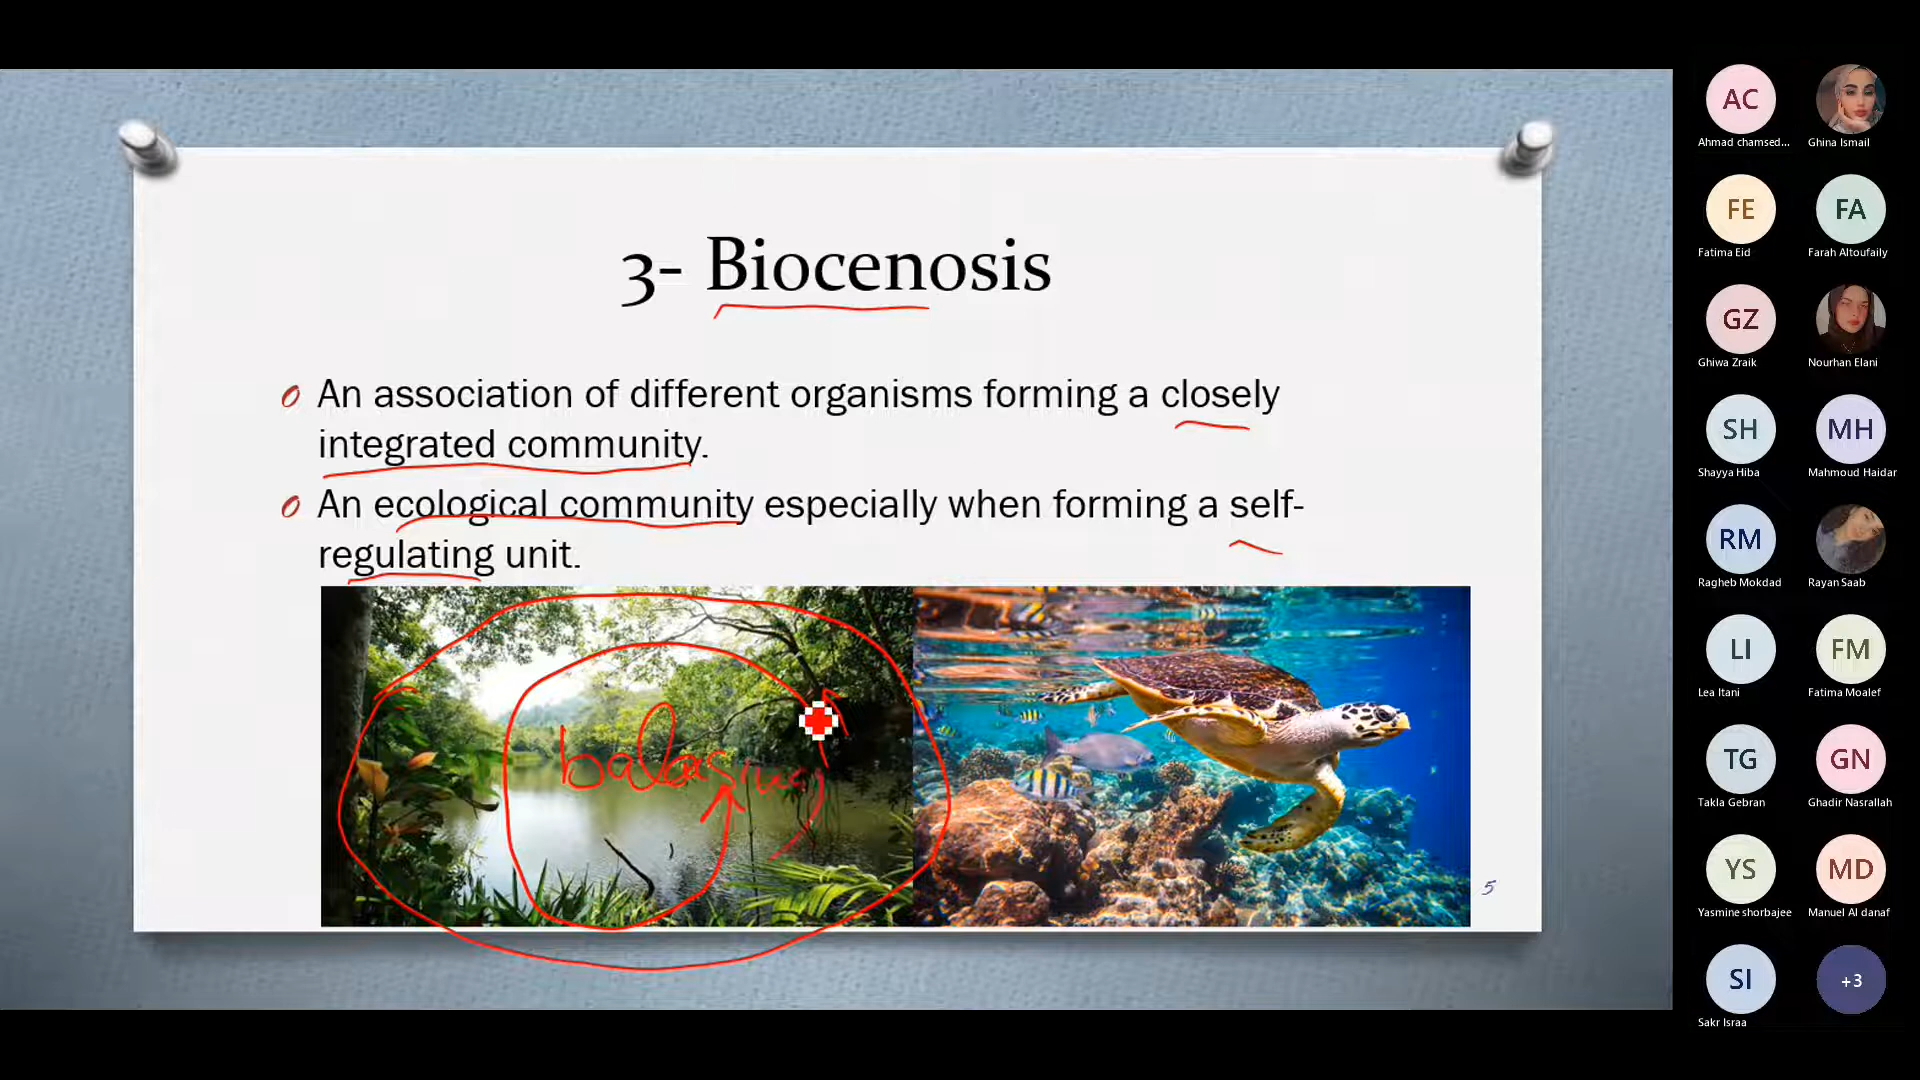 3- Biocenosis
An association of different organisms forming a closely
integrated community.
An ecological community especially when forming a self-
regulating unit.
5
AC
Ahmad chamsed...
Ghina Ismail
FE
Fatima Eid
FA
Farah Altoufaily
GZ
Ghiwa Zraik
Nourhan Elani
SH
Shayya Hiba
MH
Mahmoud Haidar
RM
Ragheb Mokdad
Rayan Saab
LI
Lea Itani
FM
Fatima Moalef
TG
Takla Gebran
GN
Ghadir Nasrallah
YS
Yasmine shorbajee
MD
Manuel Al danaf
SI
Sakr Israa
+3